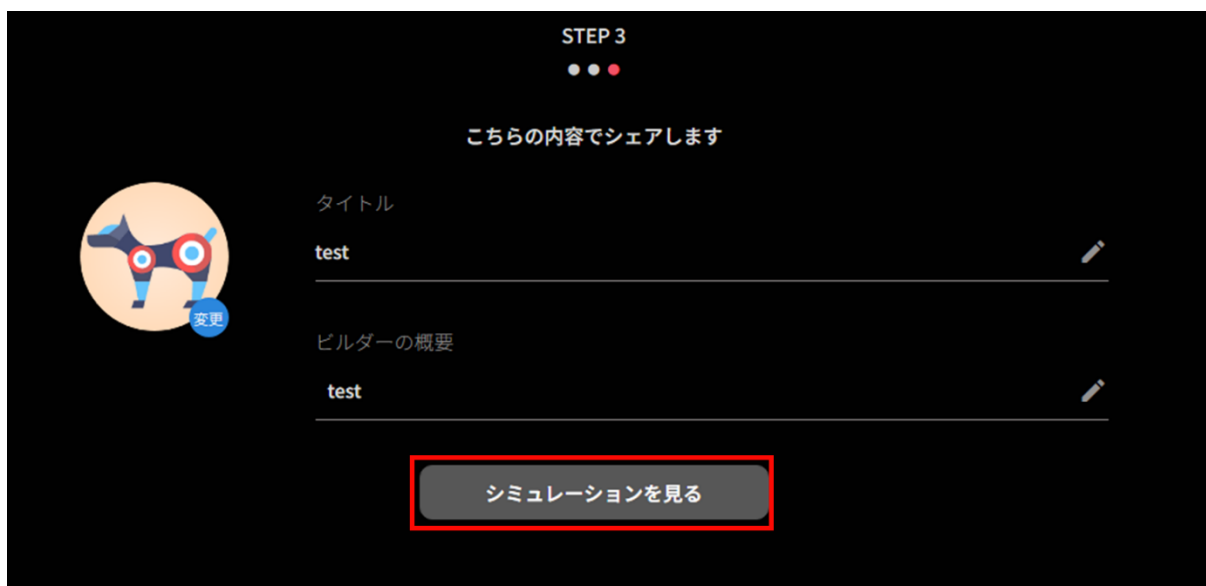 STEP 3
こちらの内容でシェアします
タイトル
test
変更
ビルダーの概要
test
シミュレーションを見る